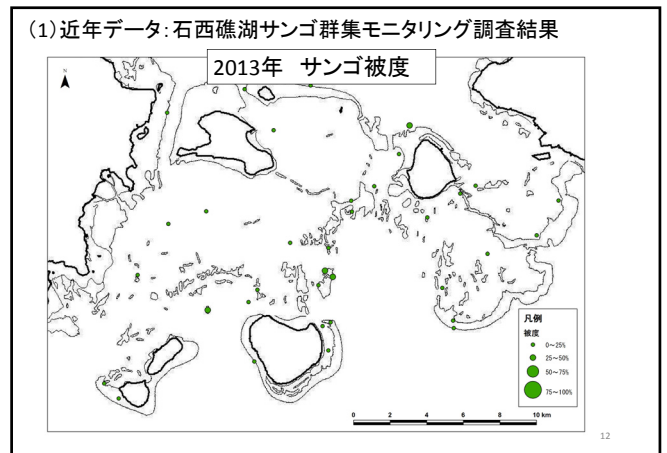 (1)近年データ:石西礁湖サンゴ群集モニタリング調査結果
2013年 サンゴ被度
N
凡例
被度
0~25%
25~50%
50~75%
75~100%
0 2 4 6 8 10 km
12